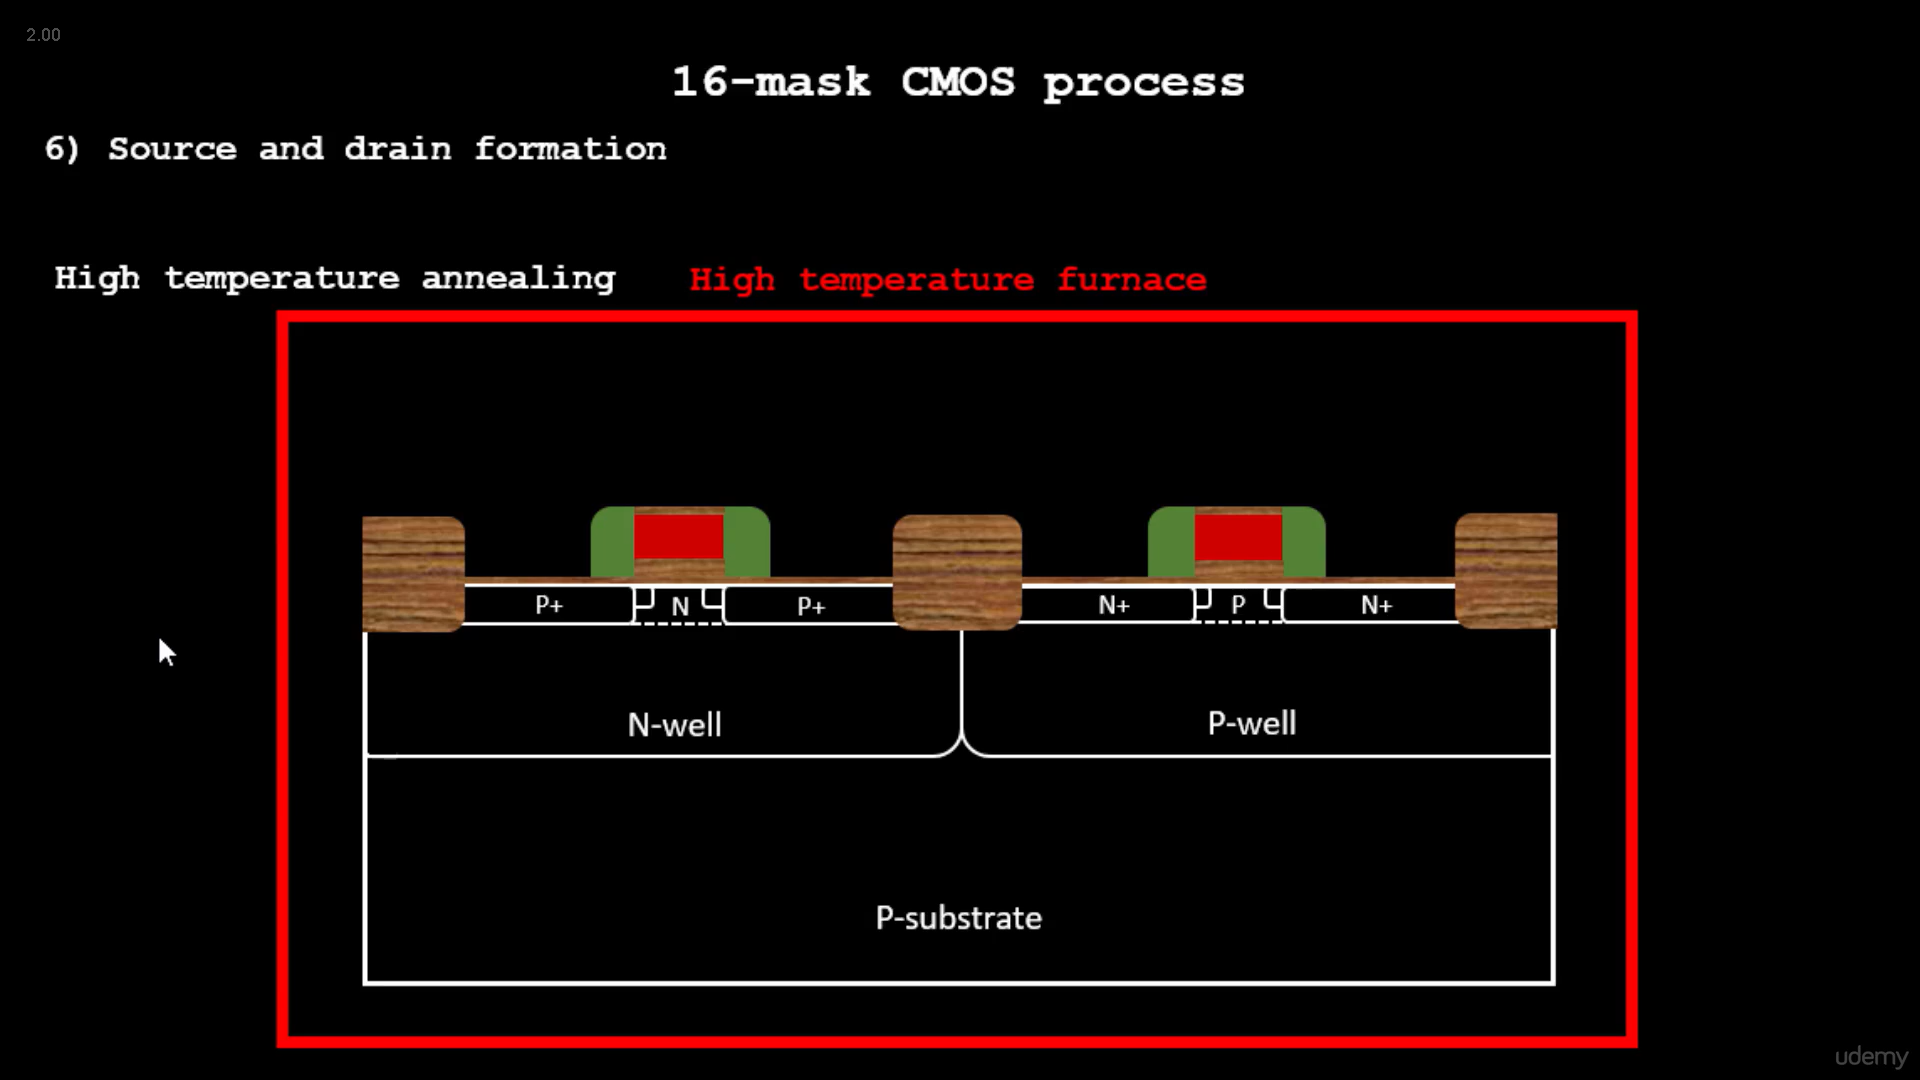 2.00
16-mask CMOS process
6) Source and drain formation
High temperature annealing High temperature furnace
P+ N P+ N+ P N+
N-well P-well
P-substrate
udemy